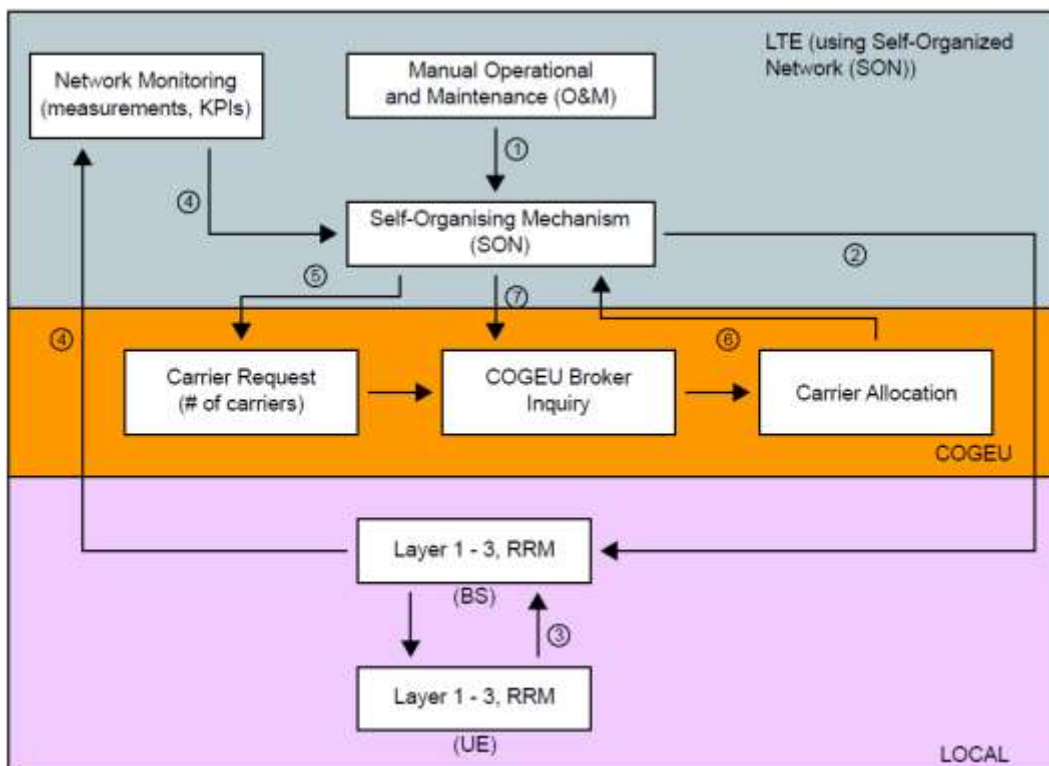 LTE (using Self-Organized
Network (SON))
Network Monitoring
(measurements, KPIs)
Manual Operational
and Maintenance (O&M)
①
④
Self-Organising Mechanism
(SON)
②
⑤
⑦
④
⑥
Carrier Request
(# of carriers)
COGEU Broker
Inquiry
Carrier Allocation
COGEU
Layer 1 - 3, RRM
(BS)
③
Layer 1 - 3, RRM
(UE)
LOCAL